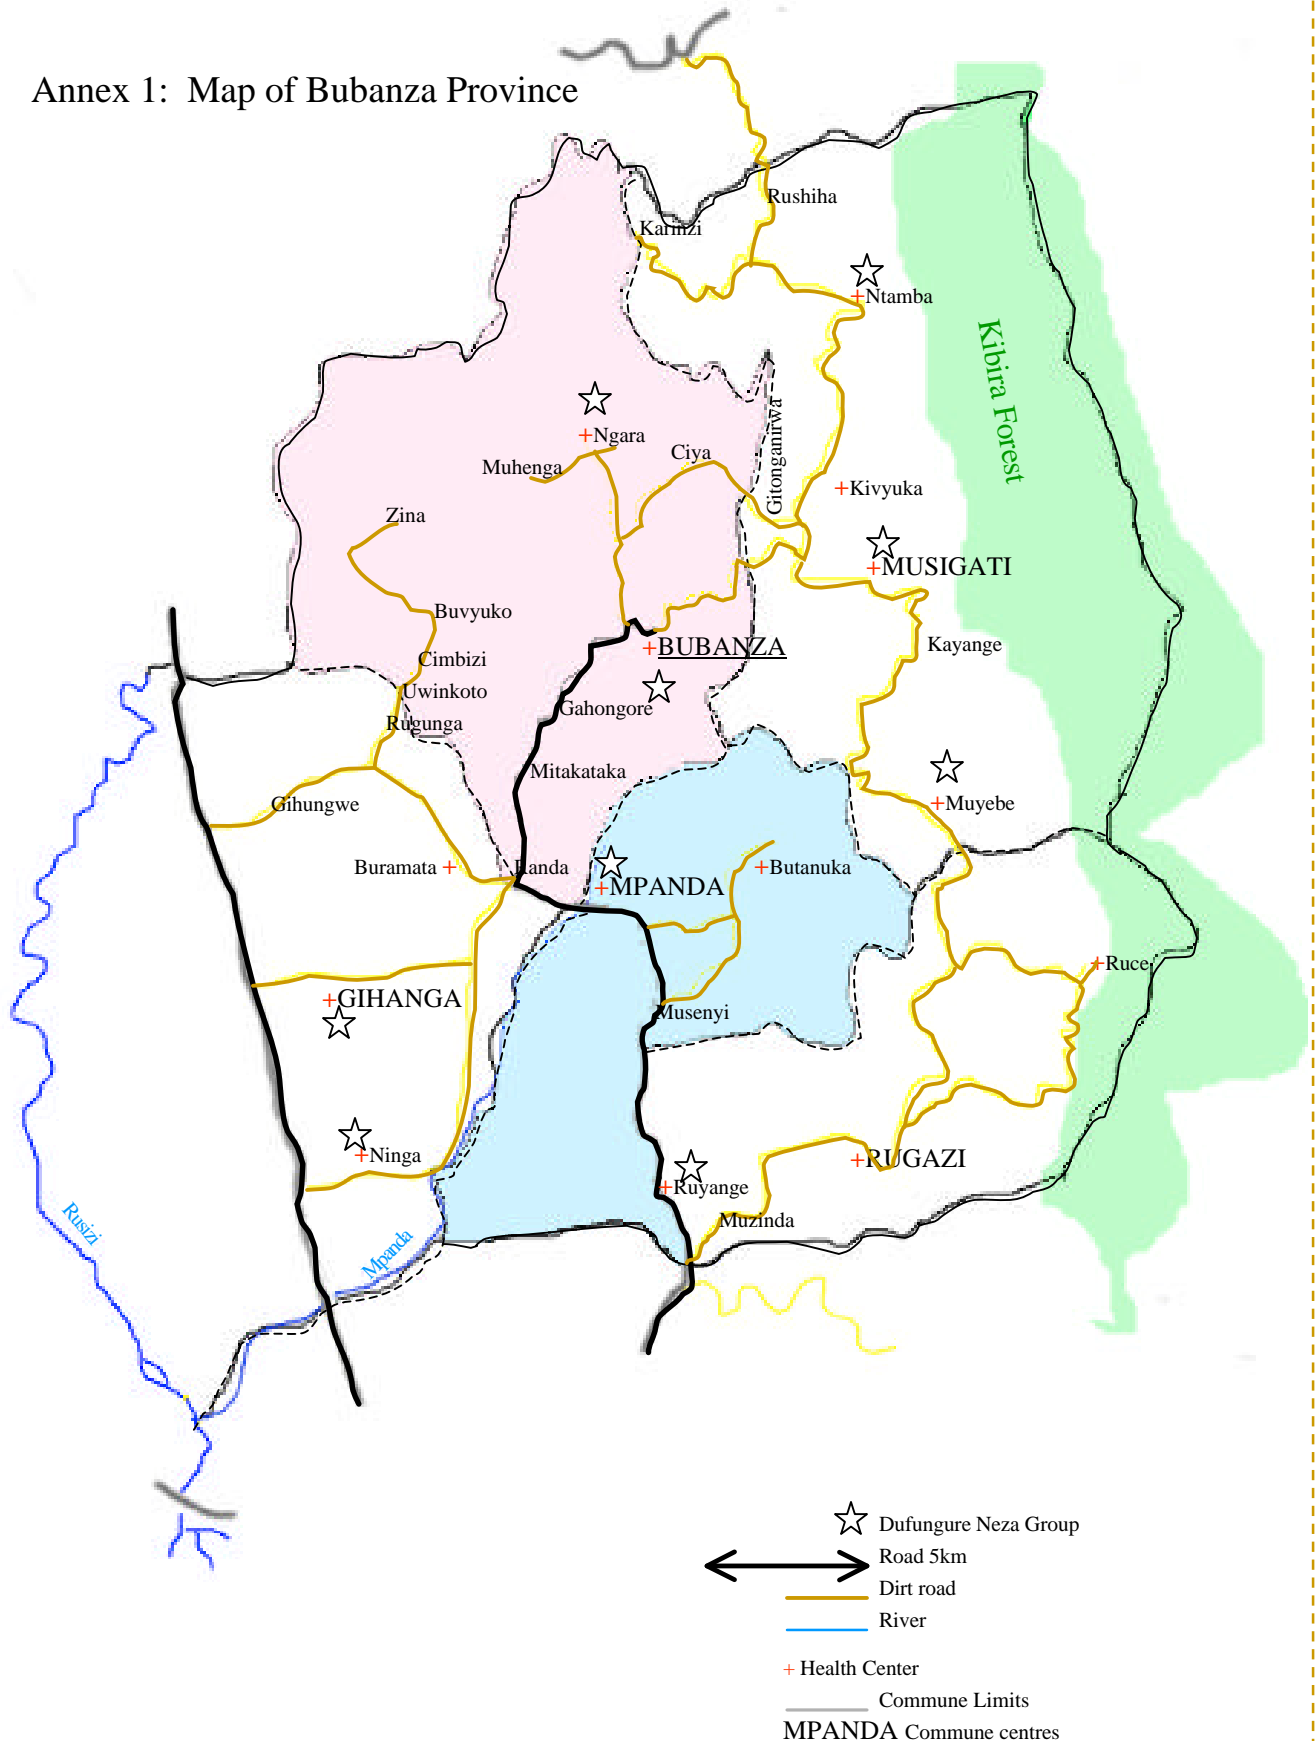 Annex 1: Map of Bubanza Province
Rushiha
Karinzi
+Ntamba
Kibira Forest
+Ngara
Ciya
Muhenga
Gitonganirwa
+Kivyuka
Zina
+MUSIGATI
Buvyuko
Kayange
+BUBANZA
Cimbizi
Uwinkoto
Gahongore
Rugunga
Mitakataka
Gihungwe
+Muyebe
Buramata +
Randa
+MPANDA
+Butanuka
+Ruce
+GIHANGA
Musenyi
+Ninga
+RUGAZI
+Ruyange
Rusizi
Mpanda
Muzinda
Dufungure Neza Group
Road 5km
Dirt road
River
+ Health Center
Commune Limits
MPANDA Commune centres